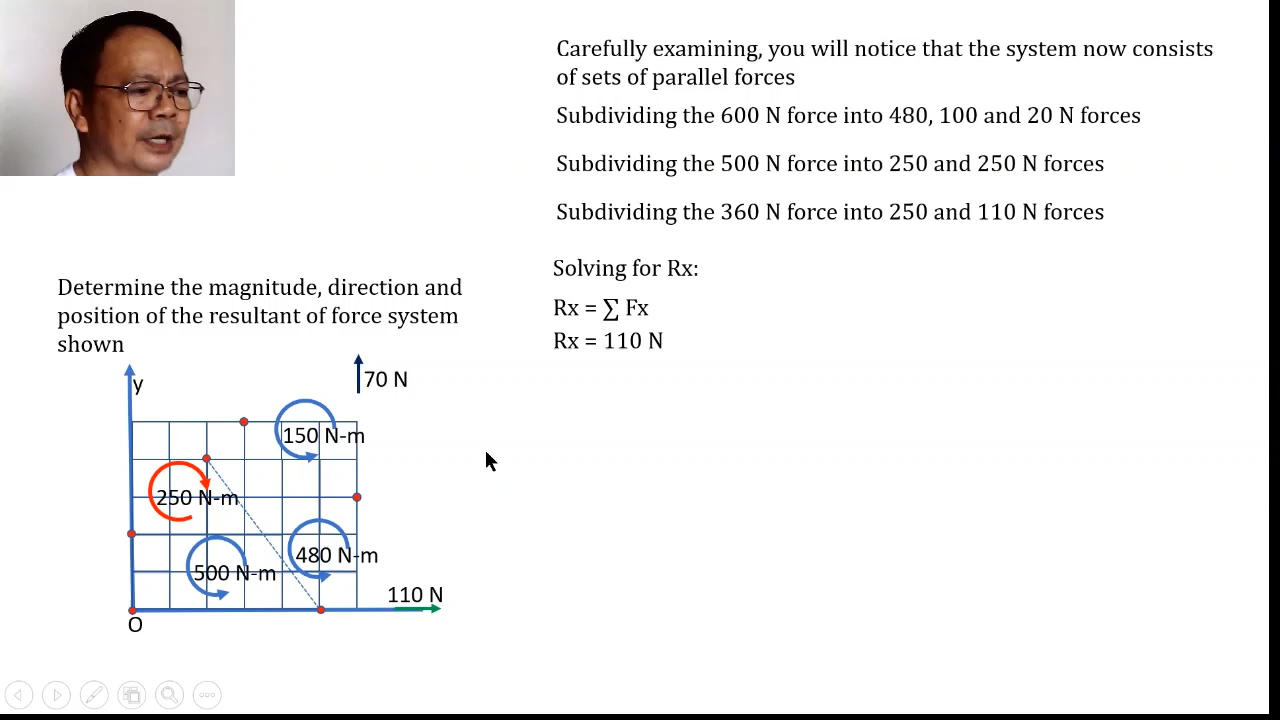 Carefully examining, you will notice that the system now consists
of sets of parallel forces
Subdividing the 600 N force into 480, 100 and 20 N forces
Subdividing the 500 N force into 250 and 250 N forces
Subdividing the 360 N force into 250 and 110 N forces
Solving for Rx:
Rx = ∑ Fx
Rx = 110 N
Determine the magnitude, direction and
position of the resultant of force system
shown
y
70 N
150 N-m
250 N-m
480 N-m
500 N-m
110 N
O